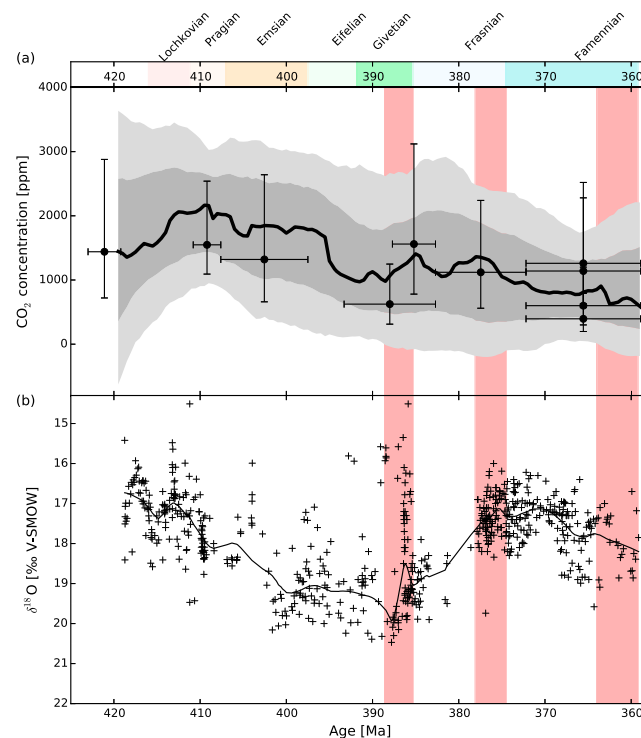 Lochkovian
Pragian
Emsian
Eifelian
Givetian
Frasnian
Famennian
(a)
420 410 400 390 380 370 360
4000
3000
2000
1000
0
CO₂ concentration [ppm]
(b)
15
16
17
18
19
20
21
22
δ¹⁸O [‰ V-SMOW]
420 410 400 390 380 370 360
Age [Ma]